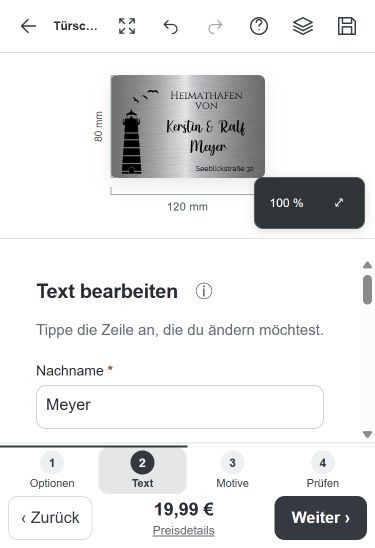 Türsc...
HEIMATHAFEN
VON
Kerstin & Ralf
Meyer
Seeblickstraße 32
80 mm
120 mm
100 %
Text bearbeiten
Tippe die Zeile an, die du ändern möchtest.
Nachname *
Meyer
1 2 3 4
Optionen Text Motive Prüfen
‹ Zurück 19,99 € Weiter ›
Preisdetails